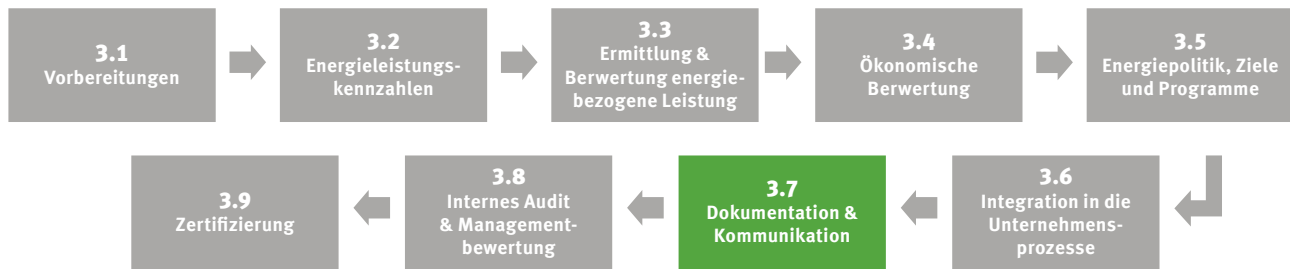 3.1
Vorbereitungen
3.2
Energieleistungs-
kennzahlen
3.3
Ermittlung &
Berwertung energie-
bezogene Leistung
3.4
Ökonomische
Berwertung
3.5
Energiepolitik, Ziele
und Programme
3.6
Integration in die
Unternehmens-
prozesse
3.7
Dokumentation &
Kommunikation
3.8
Internes Audit
& Management-
bewertung
3.9
Zertifizierung